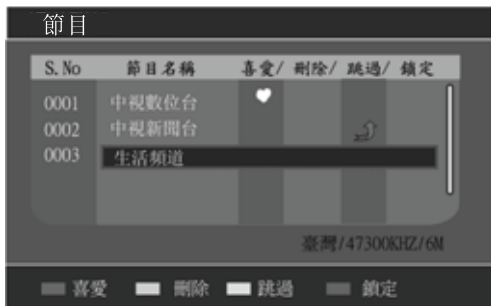 節目
S.No 節目名稱 喜愛/ 刪除/ 跳過/ 鎖定
0001 中視數位台
0002 中視新聞台
0003 生活頻道
臺灣/47300KHZ/6M
喜愛 刪除 跳過 鎖定